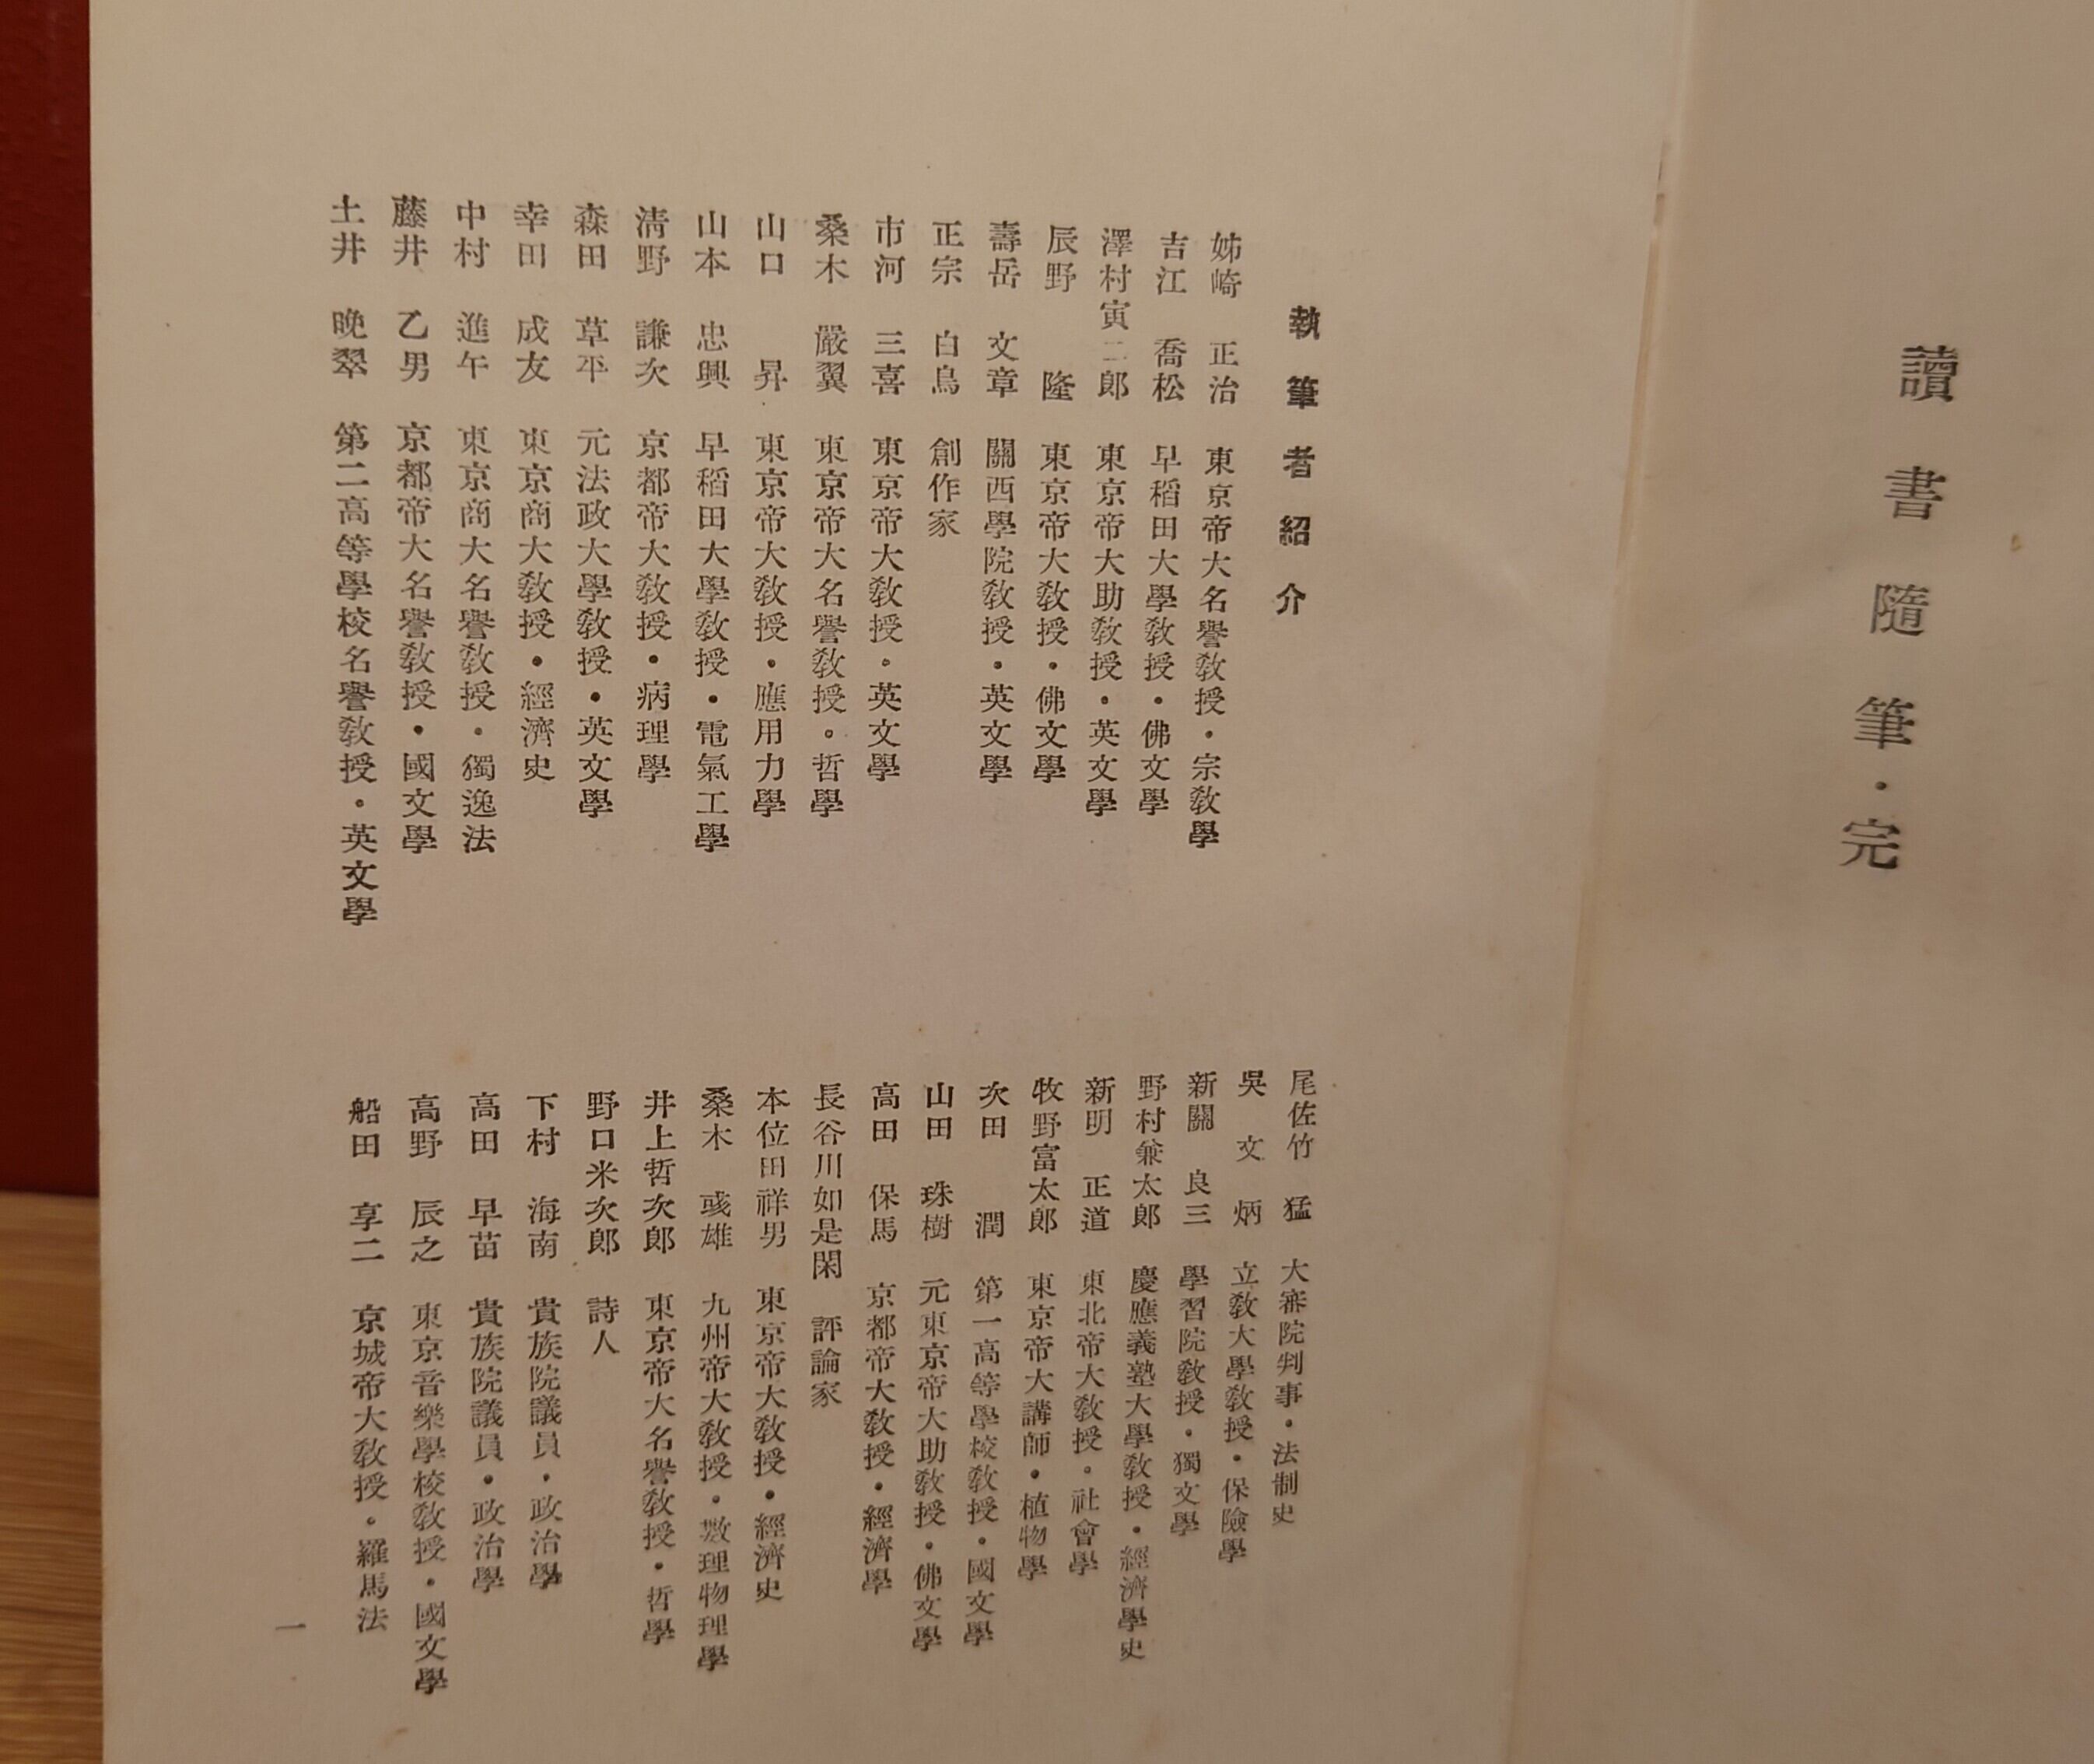 讀書隨筆・完
執筆者紹介
姊崎正治 東京帝大名譽教授・宗教學
吉江喬松 早稻田大學教授・佛文學
澤村寅二郎 東京帝大助教授・英文學
辰野隆 東京帝大教授・佛文學
壽岳文章 關西學院教授・英文學
正宗白鳥 創作家
市河三喜 東京帝大教授・英文學
桑木嚴翼 東京帝大名譽教授・哲學
山口昇 東京帝大教授・應用力學
山本忠興 早稻田大學教授・電氣工學
淸野謙次 京都帝大教授・病理學
森田草平 元法政大學教授・英文學
幸田成友 東京商大教授・經濟史
中村進午 東京商大名譽教授・獨逸法
藤井乙男 京都帝大名譽教授・國文學
土井晩翠 第二高等學校名譽教授・英文學
尾佐竹猛 大審院判事・法制史
吳文炳 立教大學教授・保險學
新關良三 學習院教授・獨文學
野村兼太郎 慶應義塾大學教授・經濟學史
新明正道 東北帝大教授・社會學
牧野富太郎 東京帝大講師・植物學
次田潤 第一高等學校教授・國文學
山田珠樹 元東京帝大助教授・佛文學
高田保馬 京都帝大教授・經濟學
長谷川如是閑 評論家
本位田祥男 東京帝大教授・經濟史
桑木彧雄 九州帝大教授・數理物理學
井上哲次郎 東京帝大名譽教授・哲學
野口米次郎 詩人
下村海南 貴族院議員・政治學
高田早苗 貴族院議員・政治學
高野辰之 東京音樂學校教授・國文學
船田享二 京城帝大教授・羅馬法
一